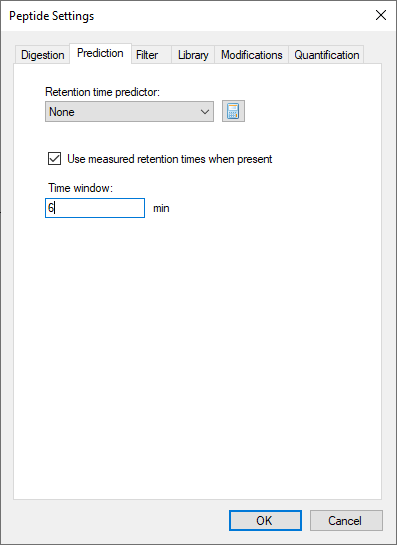 Peptide Settings
Digestion Prediction Filter Library Modifications Quantification
Retention time predictor:
None
Use measured retention times when present
Time window:
6 min
OK Cancel